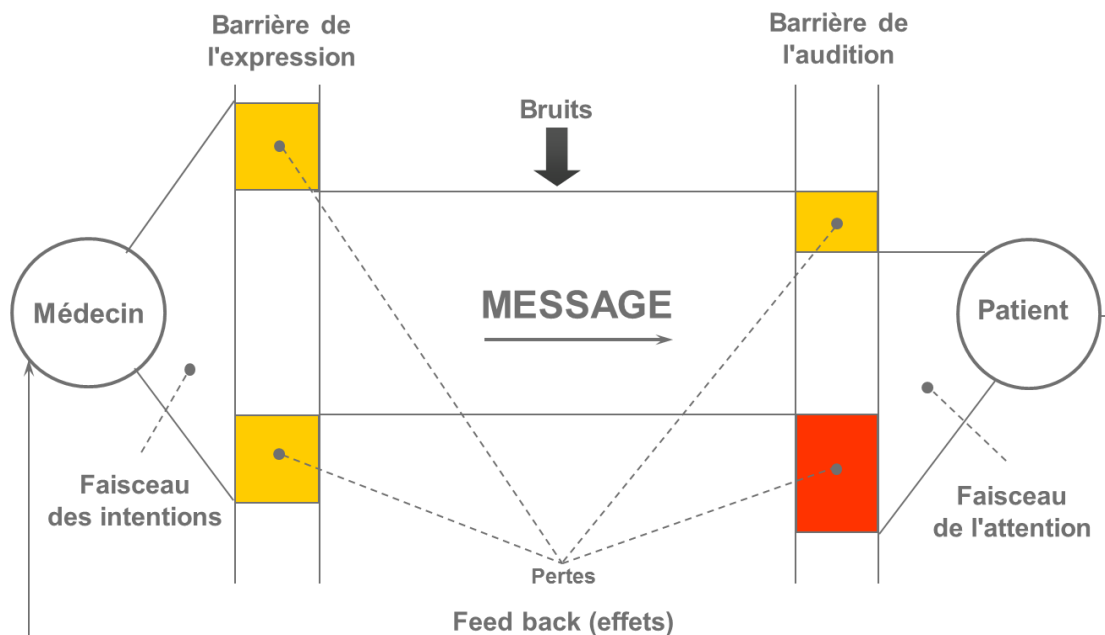 Barrière de
l'expression
Barrière de
l'audition
Bruits
Médecin
MESSAGE
Patient
Faisceau
des intentions
Faisceau
de l'attention
Pertes
Feed back (effets)